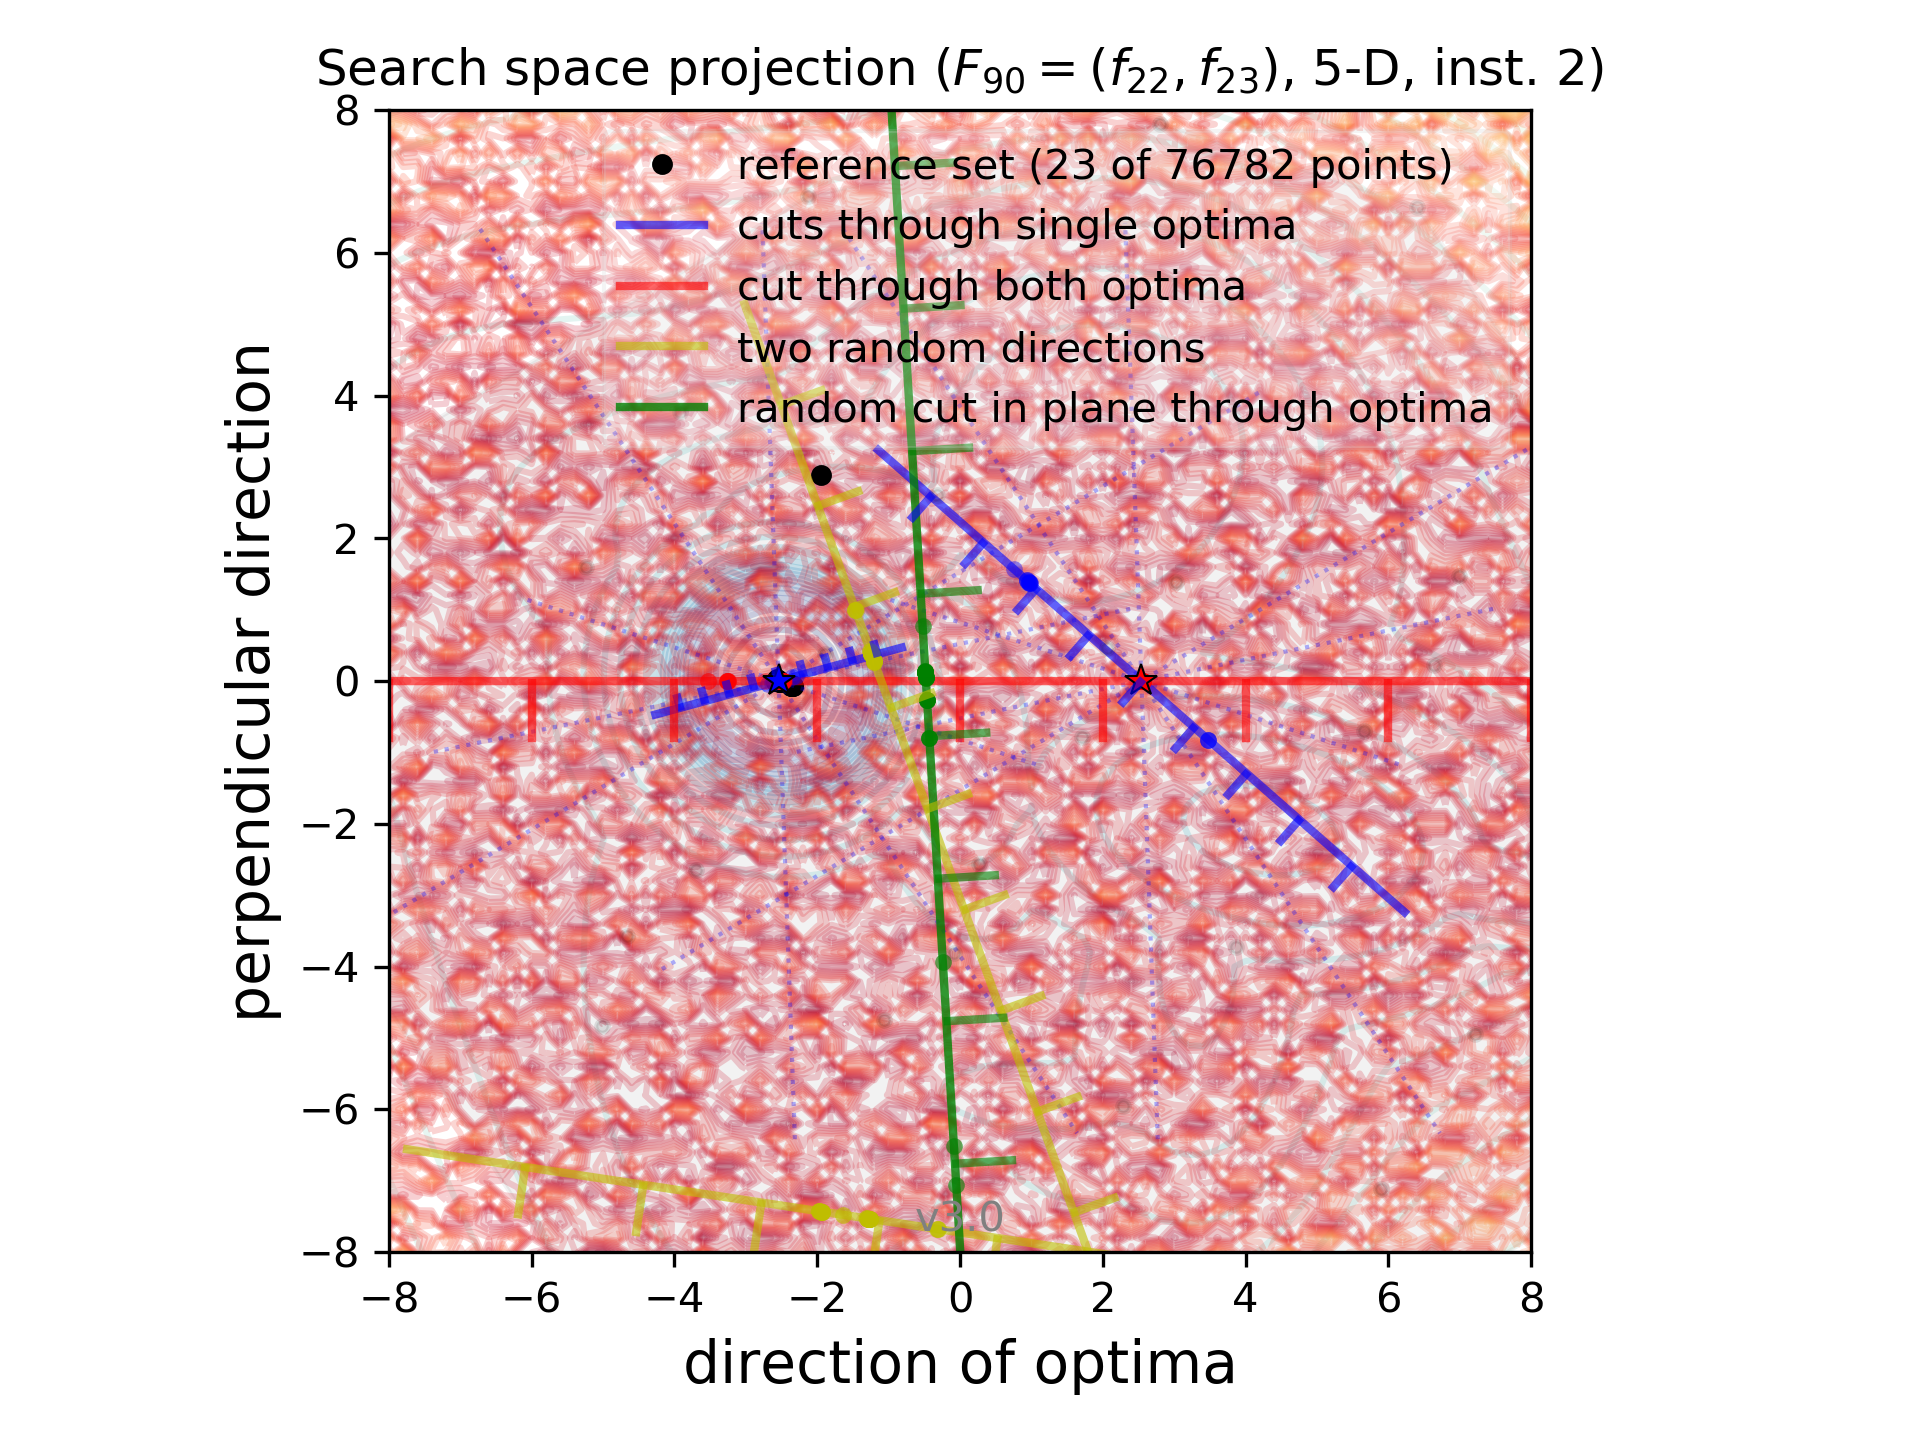 Search space projection (F90 = (f22, f23), 5-D, inst. 2)
reference set (23 of 76782 points)
cuts through single optima
cut through both optima
two random directions
random cut in plane through optima
8
6
4
2
0
−2
−4
−6
−8
perpendicular direction
v3.0
−8 −6 −4 −2 0 2 4 6 8
direction of optima